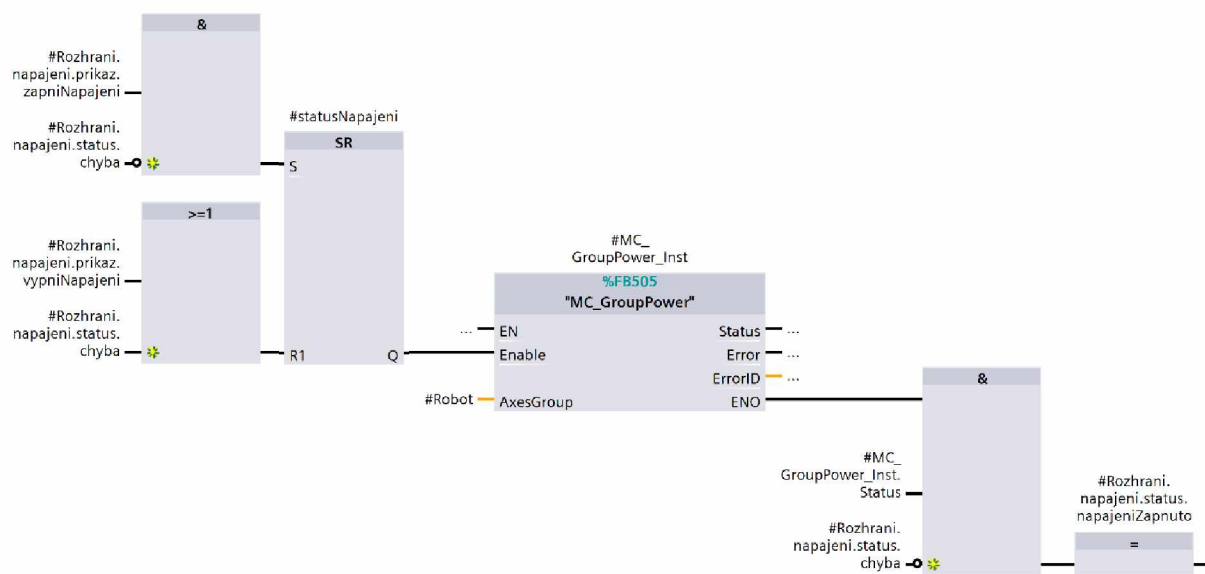 &
#Rozhrani.
napajeni.prikaz.
zapniNapajeni
#Rozhrani.
napajeni.status.
chyba
#statusNapajeni
SR
S
>=1
#Rozhrani.
napajeni.prikaz.
vypniNapajeni
#Rozhrani.
napajeni.status.
chyba
R1
Q
#MC_
GroupPower_Inst
%FB505
"MC_GroupPower"
... EN
Status ...
Enable
Error ...
ErrorID ...
#Robot
AxesGroup
ENO
&
#MC_
GroupPower_Inst.
Status
#Rozhrani.
napajeni.status.
chyba
#Rozhrani.
napajeni.status.
napajeniZapnuto
=